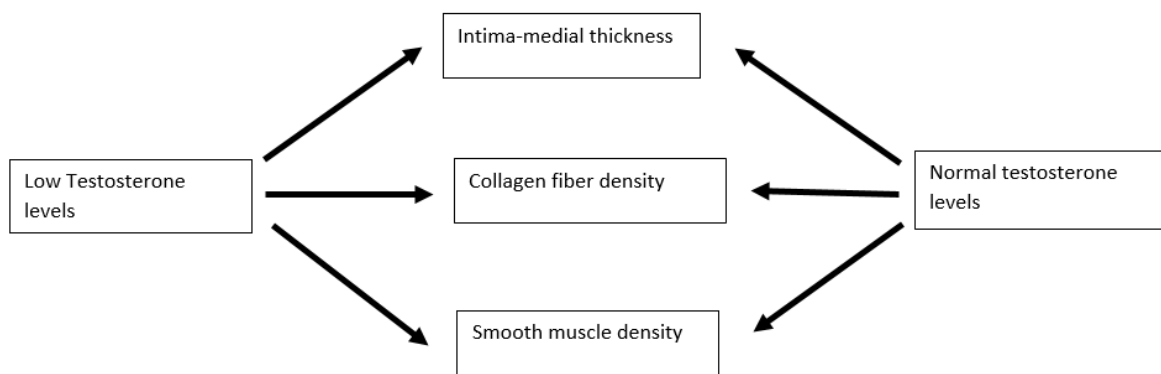 Intima-medial thickness
Low Testosterone
levels
Collagen fiber density
Normal testosterone
levels
Smooth muscle density